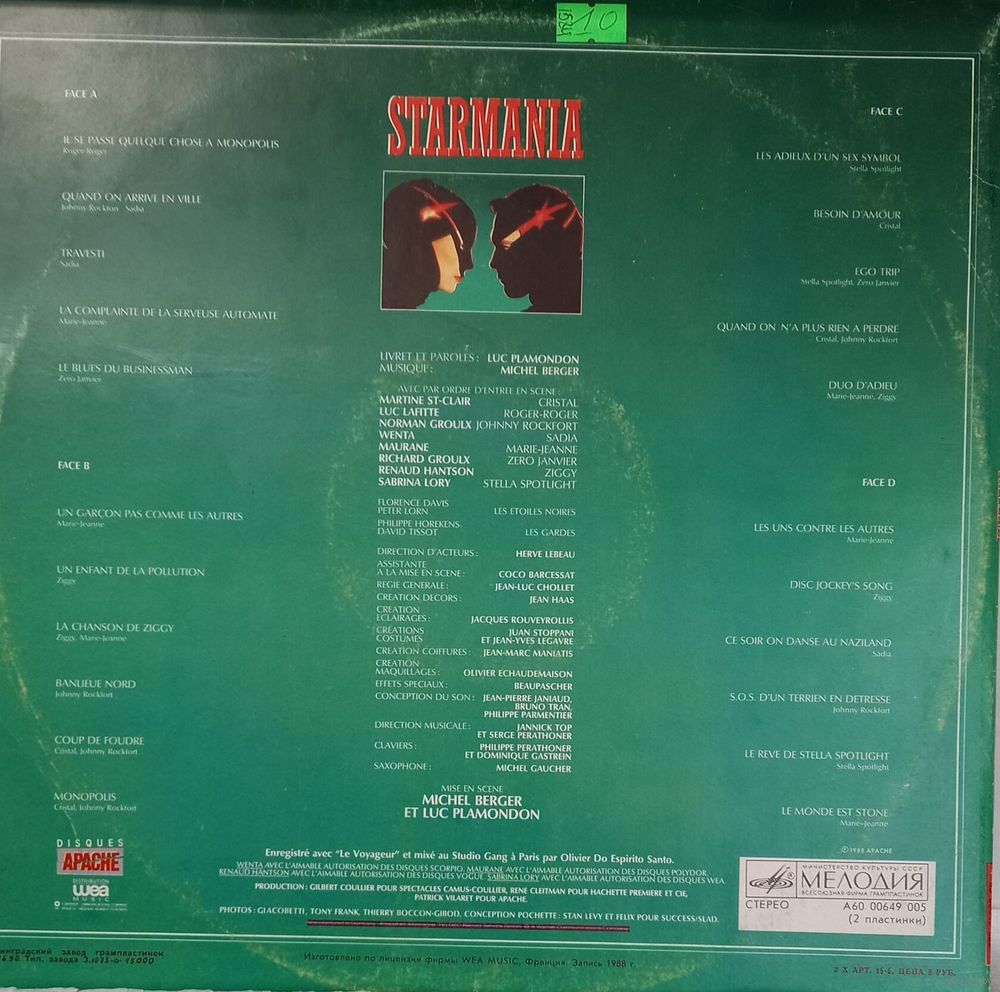 10
FACE A
IL SE PASSE QUELQUE CHOSE A MONOPOLIS
Roger-Roger
QUAND ON ARRIVE EN VILLE
Johnny Rockfort Sadia
TRAVESTI
Sadia
LA COMPLAINTE DE LA SERVEUSE AUTOMATE
Marie-Jeanne
LE BLUES DU BUSINESSMAN
Zéro Janvier
FACE B
UN GARÇON PAS COMME LES AUTRES
Marie-Jeanne
UN ENFANT DE LA POLLUTION
Ziggy
LA CHANSON DE ZIGGY
Ziggy, Marie-Jeanne
BANLIEUE NORD
Johnny Rockfort
COUP DE FOUDRE
Cristal, Johnny Rockfort
MONOPOLIS
Cristal, Johnny Rockfort
DISQUES
APACHE
DISTRIBUTION
wea
MUSIC
STARMANIA
LIVRET ET PAROLES : LUC PLAMONDON
MUSIQUE : MICHEL BERGER
AVEC PAR ORDRE D'ENTREE EN SCENE :
MARTINE ST-CLAIR CRISTAL
LUC LAFITTE ROGER-ROGER
NORMAN GROULX JOHNNY ROCKFORT
WENTA SADIA
MAURANE MARIE-JEANNE
RICHARD GROULX ZERO JANVIER
RENAUD HANTSON ZIGGY
SABRINA LORY STELLA SPOTLIGHT
FLORENCE DAVIS
PETER LORN LES ETOILES NOIRES
PHILIPPE HOREKENS
DAVID TISSOT LES GARDES
DIRECTION D'ACTEURS : HERVE LEBEAU
ASSISTANTE
A LA MISE EN SCENE : COCO BARCESSAT
REGIE GENERALE : JEAN-LUC CHOLLET
CREATION DECORS : JEAN HAAS
CREATION
ECLAIRAGES : JACQUES ROUVEYROLLIS
CREATIONS JUAN STOPPANI
COSTUMES ET JEAN-YVES LEGAVRE
CREATION COIFFURES : JEAN-MARC MANIATIS
CREATION
MAQUILLAGES : OLIVIER ECHAUDEMAISON
EFFETS SPECIAUX : BEAUPASCHER
CONCEPTION DU SON : JEAN-PIERRE JANIAUD,
BRUNO TRAN,
PHILIPPE PARMENTIER
DIRECTION MUSICALE : JANNICK TOP
ET SERGE PERATHONER
CLAVIERS : PHILIPPE PERATHONER
ET DOMINIQUE GASTREIN
SAXOPHONE : MICHEL GAUCHER
MISE EN SCENE
MICHEL BERGER
ET LUC PLAMONDON
Enregistré avec "Le Voyageur" et mixé au Studio Gang à Paris par Olivier Do Espirito Santo.
WENTA AVEC L'AIMABLE AUTORISATION DES DISQUES SCORPIO, MAURANE AVEC L'AIMABLE AUTORISATION DES DISQUES POLYDOR,
RENAUD HANTSON AVEC L'AIMABLE AUTORISATION DES DISQUES VOGUE, SABRINA LORY AVEC L'AIMABLE AUTORISATION DES DISQUES WEA.
PRODUCTION : GILBERT COULLIER POUR SPECTACLES CAMUS-COULLIER, RENE CLEITMAN POUR HACHETTE PREMIERE ET CIE,
PATRICK VILARET POUR APACHE.
PHOTOS : GIACOBETTI, TONY FRANK, THIERRY BOCCON-GIBOD, CONCEPTION POCHETTE : STAN LEVY ET FELIX POUR SUCCESS/SLAD.
FACE C
LES ADIEUX D'UN SEX SYMBOL
Stella Spotlight
BESOIN D'AMOUR
Cristal
EGO TRIP
Stella Spotlight, Zero Janvier
QUAND ON N'A PLUS RIEN A PERDRE
Cristal, Johnny Rockfort
DUO D'ADIEU
Marie-Jeanne, Ziggy
FACE D
LES UNS CONTRE LES AUTRES
Marie-Jeanne
DISC JOCKEY'S SONG
Ziggy
CE SOIR ON DANSE AU NAZILAND
Sadia
S.O.S. D'UN TERRIEN EN DETRESSE
Johnny Rockfort
LE REVE DE STELLA SPOTLIGHT
Stella Spotlight
LE MONDE EST STONE
Marie-Jeanne
©1988 APACHE
МИНИСТЕРСТВО КУЛЬТУРЫ СССР
МЕЛОДИЯ
ВСЕСОЮЗНАЯ ФИРМА ГРАМПЛАСТИНОК
СТЕРЕО А60 00649 005
(2 пластинки)
инградский завод грампластинок
Тип. завода З.1073-о-15000
Изготовлено по лицензии фирмы WEA MUSIC, Франция. Запись 1988 г.
2 X АРТ. 15-6. ЦЕНА 8 РУБ.